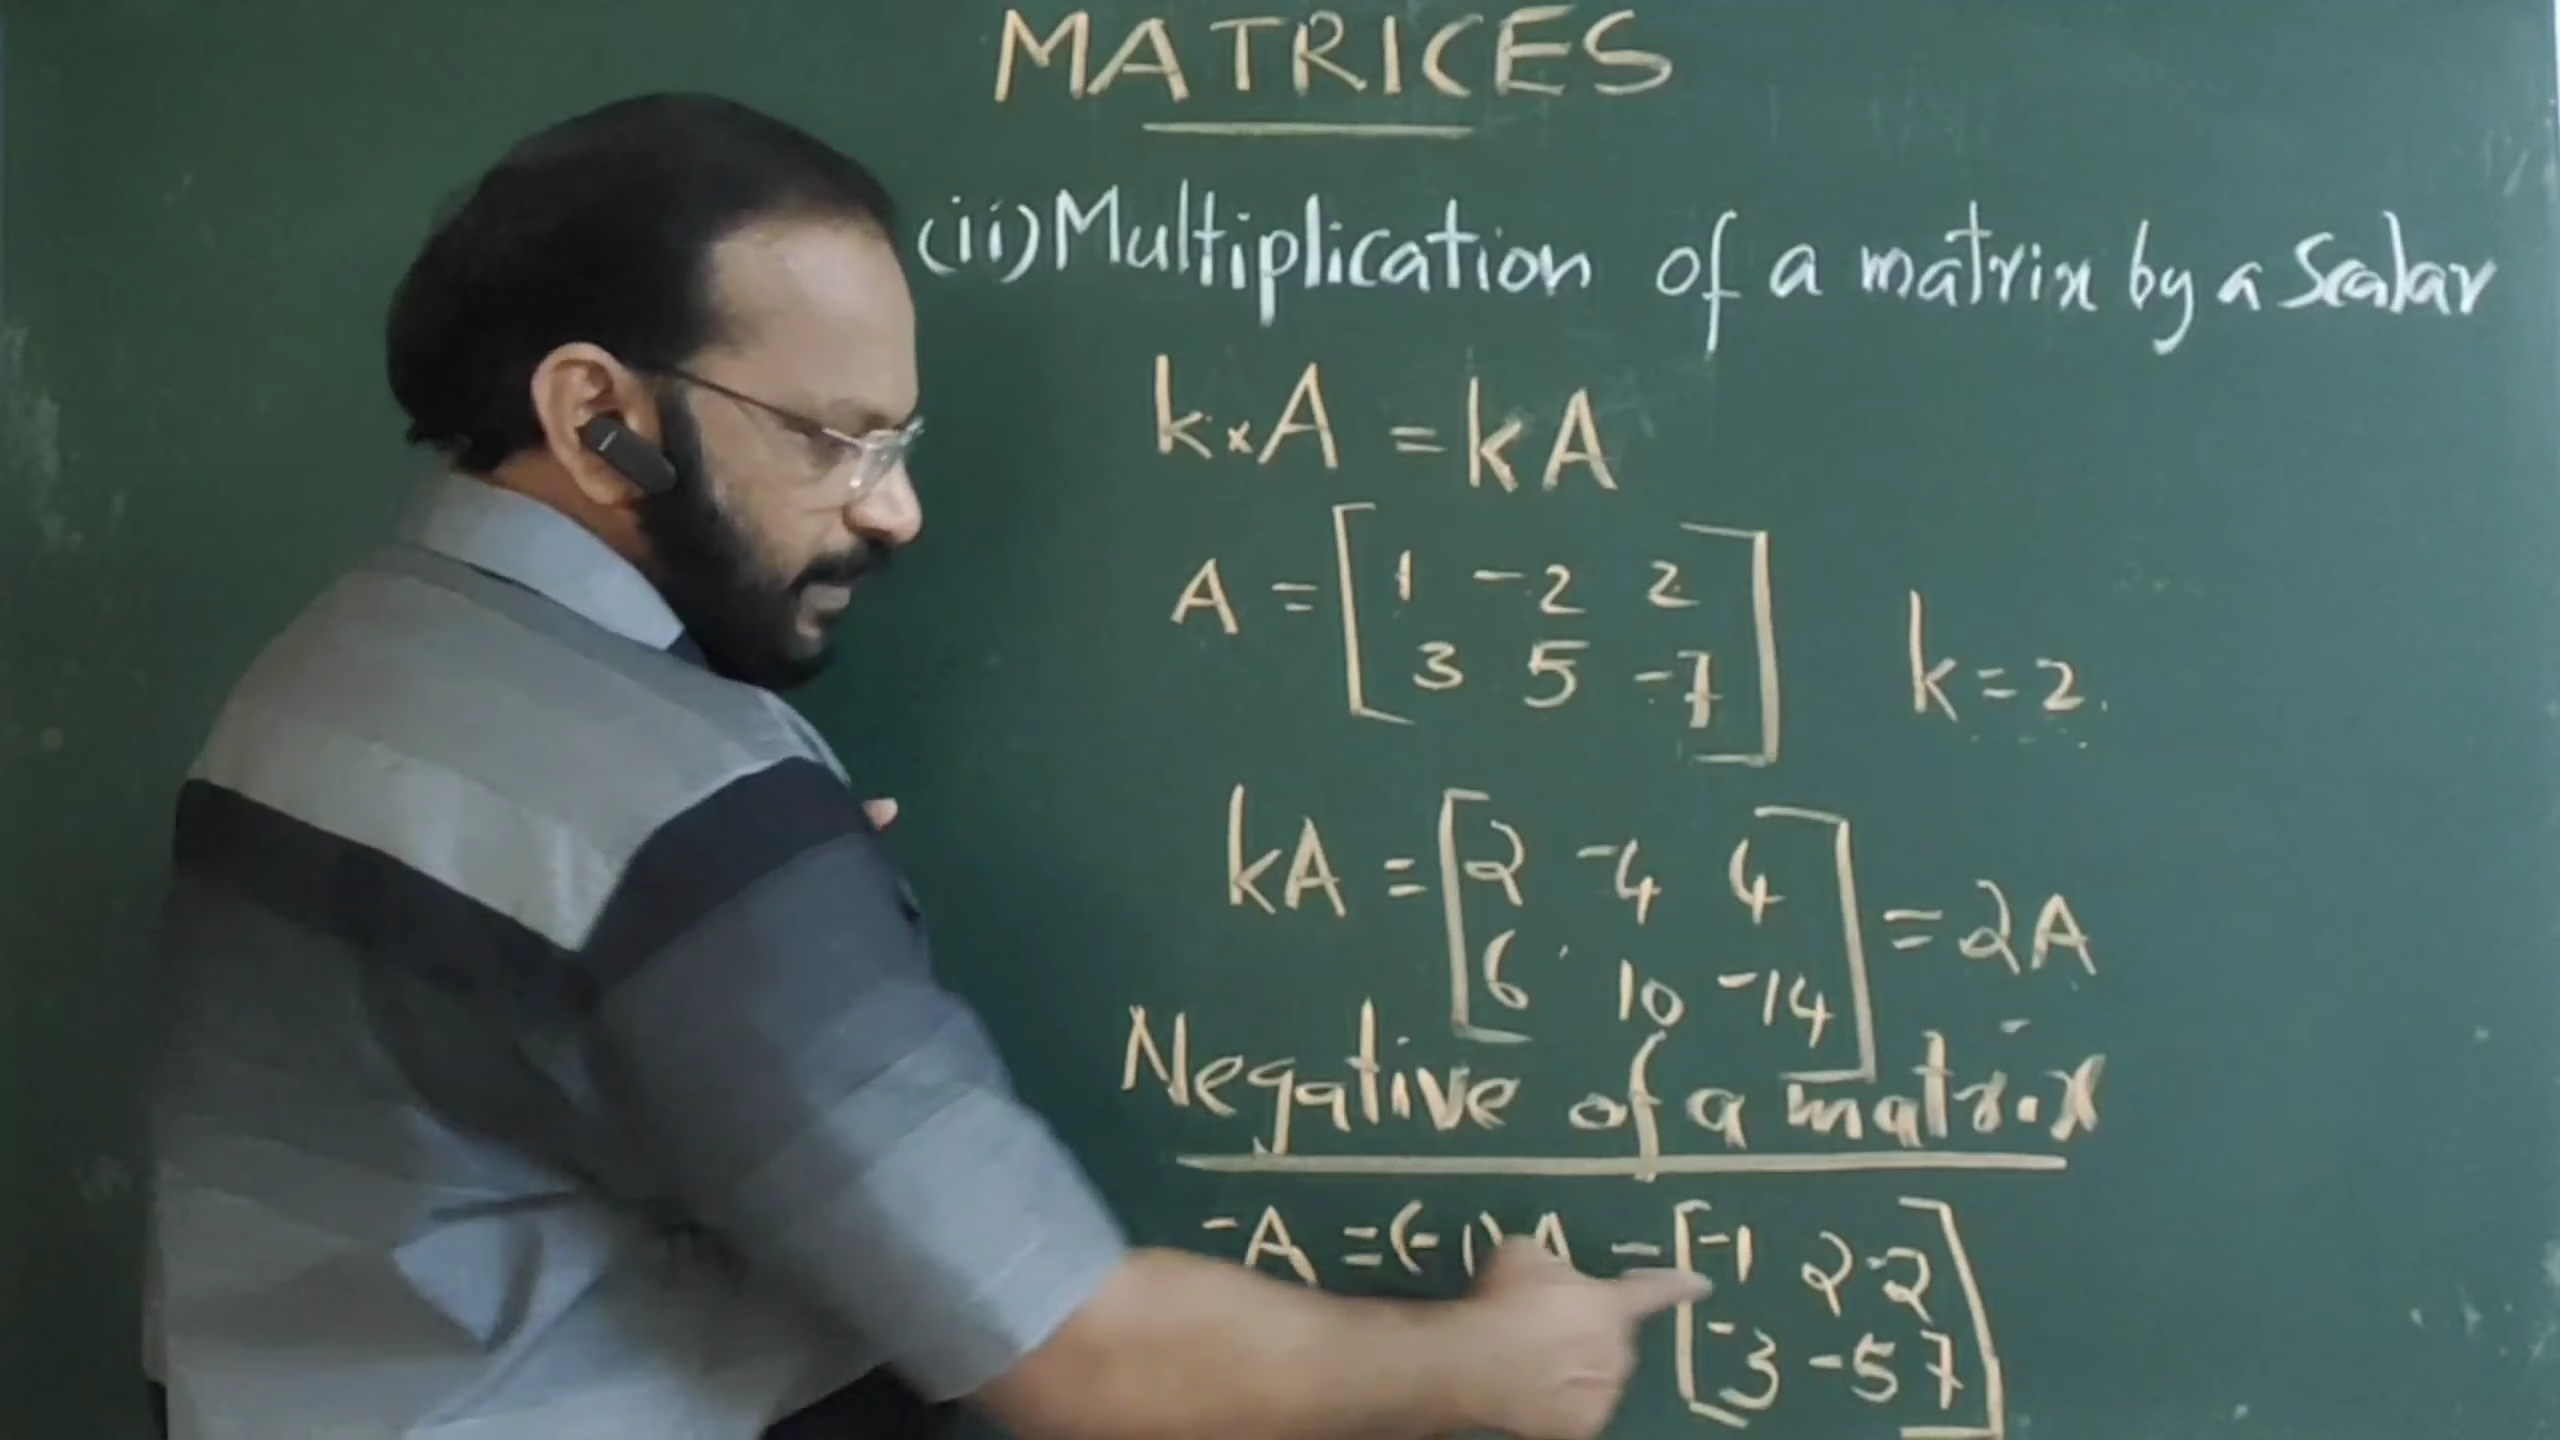 MATRICES
(ii) Multiplication of a matrix by a Scalar
k×A = kA
A = [1 -2 2
3 5 -7] k=2.
kA = [2 -4 4
6 10 -14] = 2A
Negative of a matrix
-A = (-1) A = [-1 2 -2
-3 -5 7]